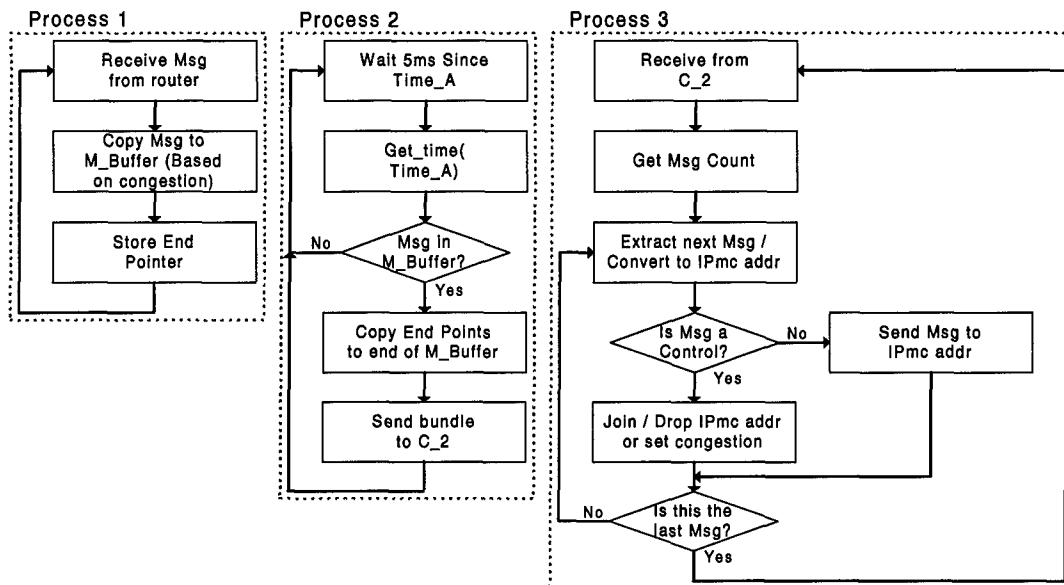 Process 1
Receive Msg
from router
Copy Msg to
M_Buffer (Based
on congestion)
Store End
Pointer
Process 2
Wait 5ms Since
Time_A
Get_time(
Time_A)
Msg in
M_Buffer?
No
Yes
Copy End Points
to end of M_Buffer
Send bundle
to C_2
Process 3
Receive from
C_2
Get Msg Count
Extract next Msg /
Convert to IPmc addr
Is Msg a
Control?
No
Send Msg to
IPmc addr
Yes
Join / Drop IPmc addr
or set congestion
Is this the
last Msg?
No
Yes